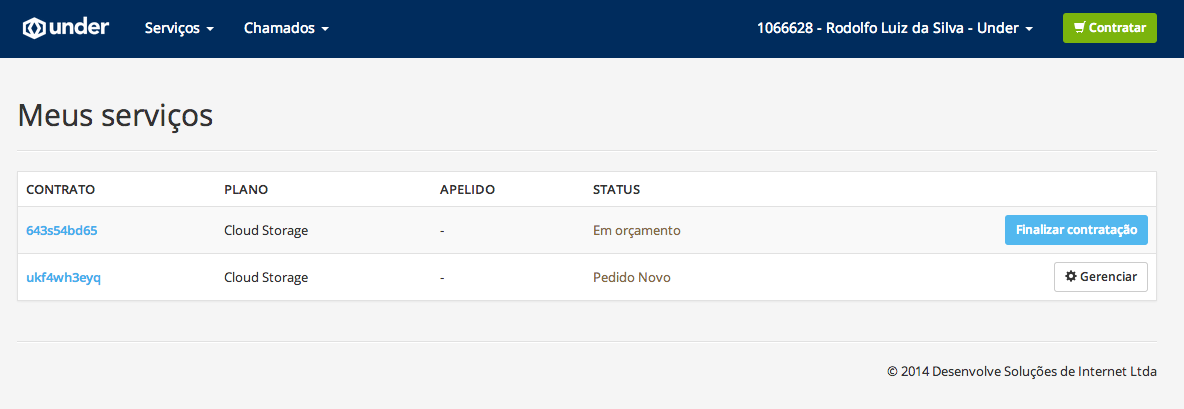 under Serviços Chamados 1066628 - Rodolfo Luiz da Silva - Under Contratar
Meus serviços
CONTRATO PLANO APELIDO STATUS
643s54bd65 Cloud Storage - Em orçamento Finalizar contratação
ukf4wh3eyq Cloud Storage - Pedido Novo Gerenciar
© 2014 Desenvolve Soluções de Internet Ltda